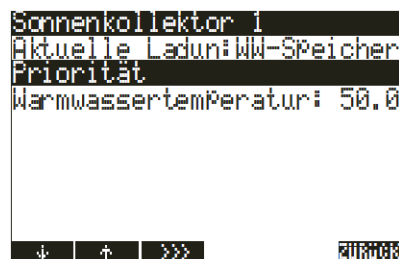 Sonnenkollektor 1
Aktuelle Ladun:WW-Speicher
Priorität
Warmwassertemperatur: 50.0
↓ ↑ >>> zurück